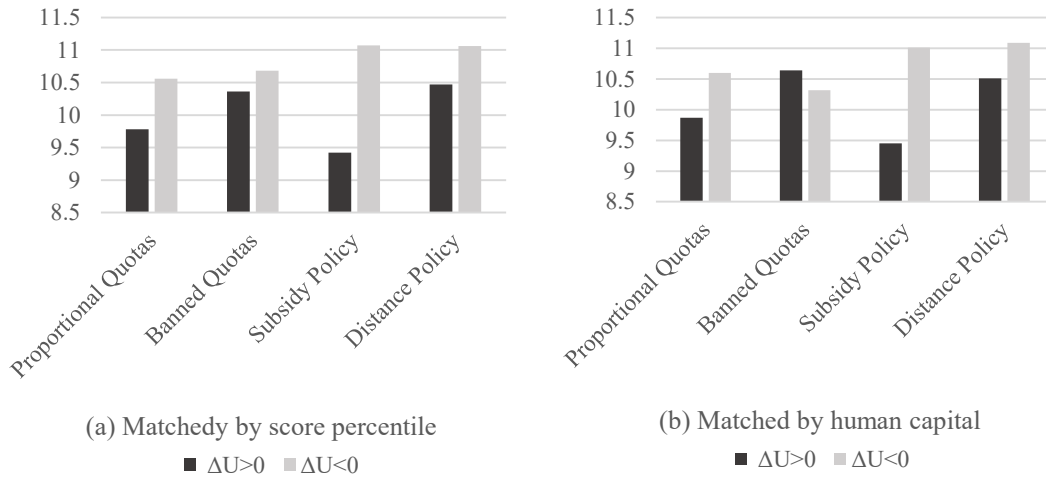 11.5
11
10.5
10
9.5
9
8.5
Proportional Quotas
Banned Quotas
Subsidy Policy
Distance Policy
(a) Matchedy by score percentile
ΔU>0 ΔU<0
11.5
11
10.5
10
9.5
9
8.5
Proportional Quotas
Banned Quotas
Subsidy Policy
Distance Policy
(b) Matched by human capital
ΔU>0 ΔU<0